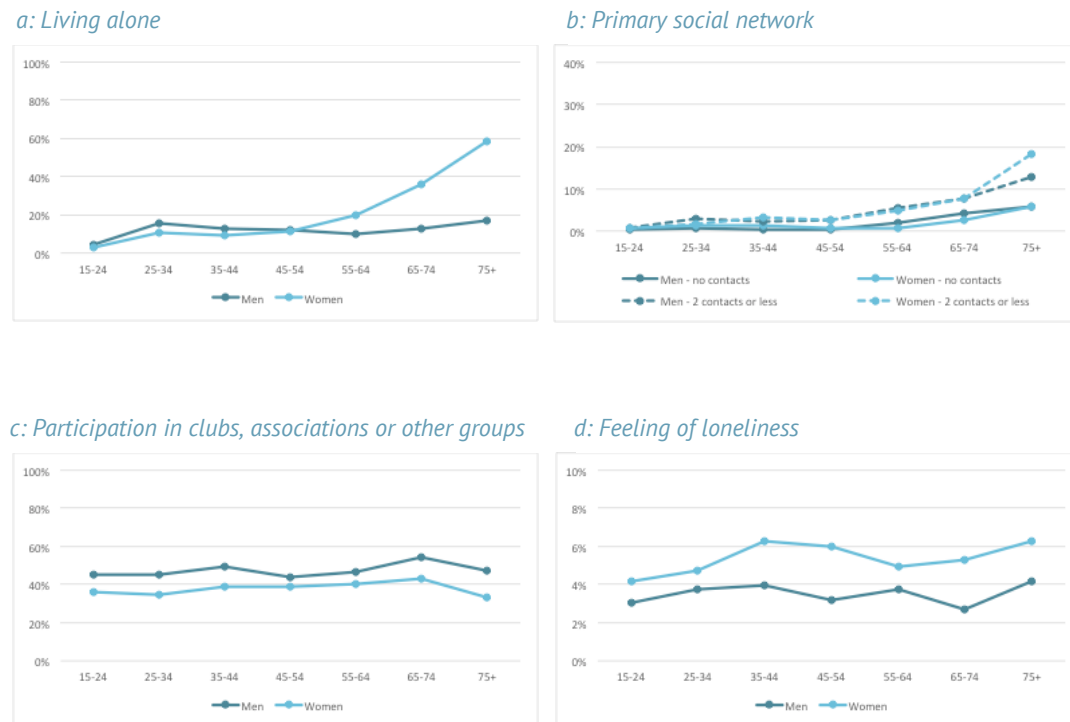 a: Living alone
100%
80%
60%
40%
20%
0%
15-24 25-34 35-44 45-54 55-64 65-74 75+
Men Women
b: Primary social network
40%
30%
20%
10%
0%
15-24 25-34 35-44 45-54 55-64 65-74 75+
Men - no contacts Women - no contacts
Men - 2 contacts or less Women - 2 contacts or less
c: Participation in clubs, associations or other groups
100%
80%
60%
40%
20%
0%
15-24 25-34 35-44 45-54 55-64 65-74 75+
Men Women
d: Feeling of loneliness
10%
8%
6%
4%
2%
0%
15-24 25-34 35-44 45-54 55-64 65-74 75+
Men Women